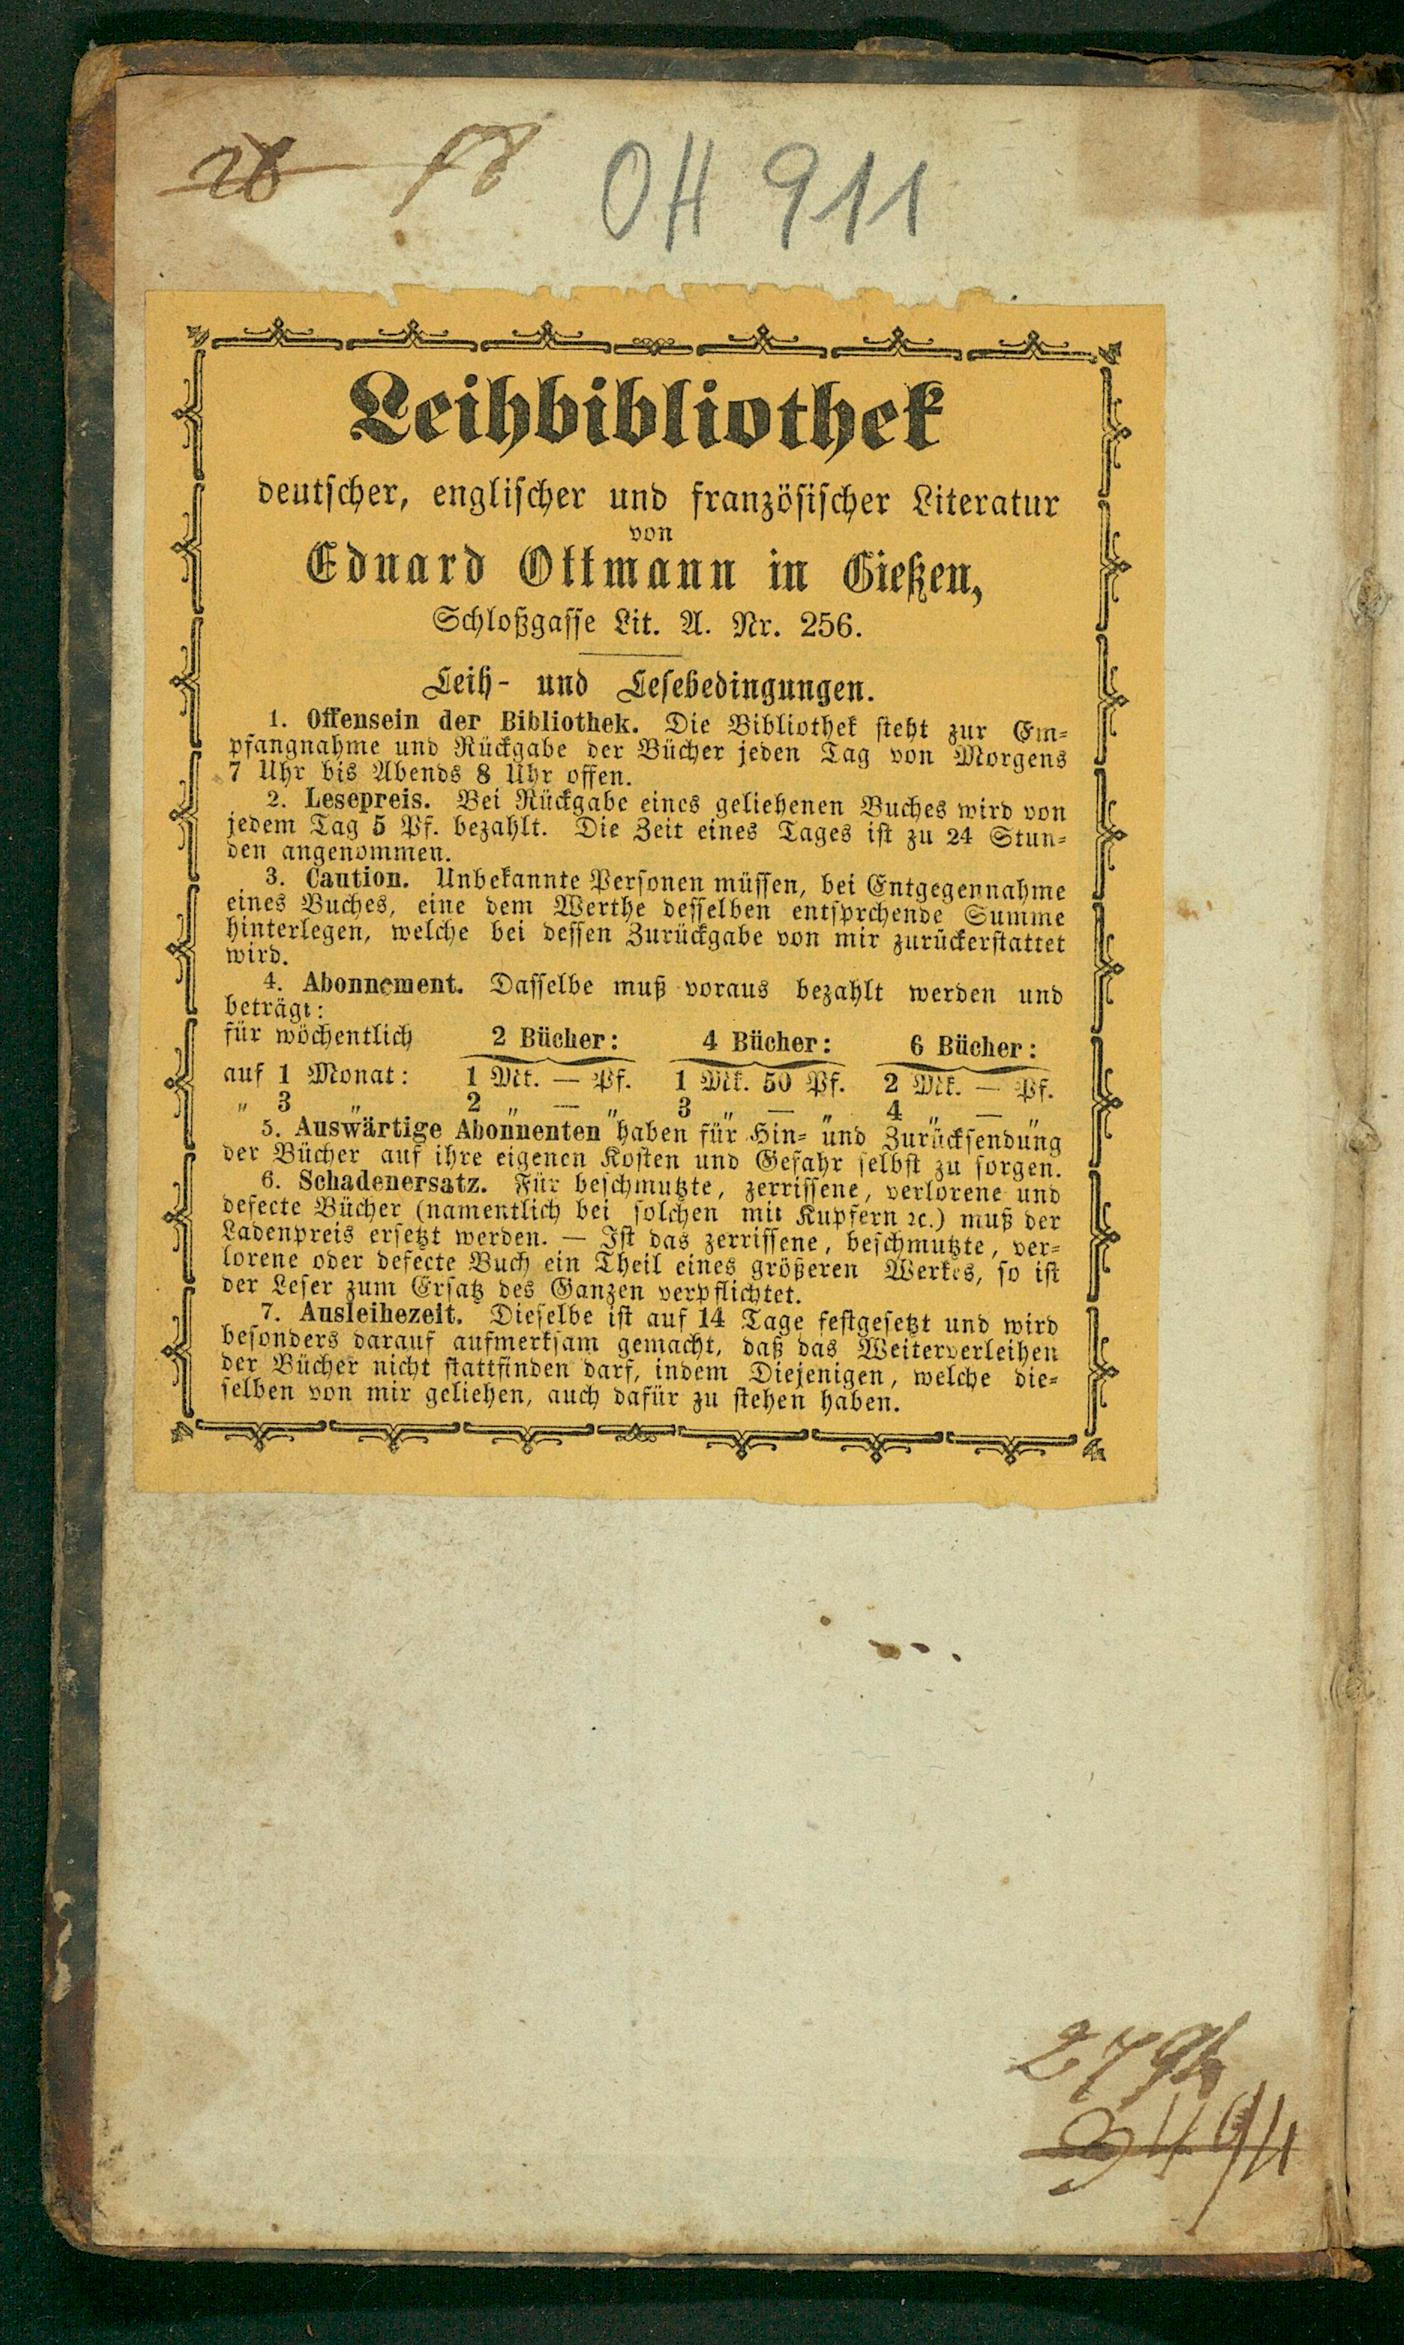 OH 911
Leihbibliothek
deutscher, englischer und französischer Literatur
von
Eduard Ottmann in Gießen,
Schloßgasse Lit. A. Nr. 256.
Leih- und Lesebedingungen.
1. Offensein der Bibliothek. Die Bibliothek steht zur Em-
pfangnahme und Rückgabe der Bücher jeden Tag von Morgens
7 Uhr bis Abends 8 Uhr offen.
2. Lesepreis. Bei Rückgabe eines geliehenen Buches wird von
jedem Tag 5 Pf. bezahlt. Die Zeit eines Tages ist zu 24 Stun-
den angenommen.
3. Caution. Unbekannte Personen müssen, bei Entgegennahme
eines Buches, eine dem Werthe desselben entsprchende Summe
hinterlegen, welche bei dessen Zurückgabe von mir zurückerstattet
wird.
4. Abonnement. Dasselbe muß voraus bezahlt werden und
beträgt:
für wöchentlich 2 Bücher: 4 Bücher: 6 Bücher:
auf 1 Monat: 1 Mk. — Pf. 1 Mk. 50 Pf. 2 Mk. — Pf.
„ 3 „ 2 „ — „ 3 „ — „ 4 „ — „
5. Auswärtige Abonnenten haben für Hin- und Zurücksendung
der Bücher auf ihre eigenen Kosten und Gefahr selbst zu sorgen.
6. Schadenersatz. Für beschmutzte, zerrissene, verlorene und
defecte Bücher (namentlich bei solchen mit Kupfern ꝛc.) muß der
Ladenpreis ersetzt werden. — Ist das zerrissene, beschmutzte, ver-
lorene oder defecte Buch ein Theil eines größeren Werkes, so ist
der Leser zum Ersatz des Ganzen verpflichtet.
7. Ausleihezeit. Dieselbe ist auf 14 Tage festgesetzt und wird
besonders darauf aufmerksam gemacht, daß das Weiterverleihen
der Bücher nicht stattfinden darf, indem Diejenigen, welche die-
selben von mir geliehen, auch dafür zu stehen haben.
3494